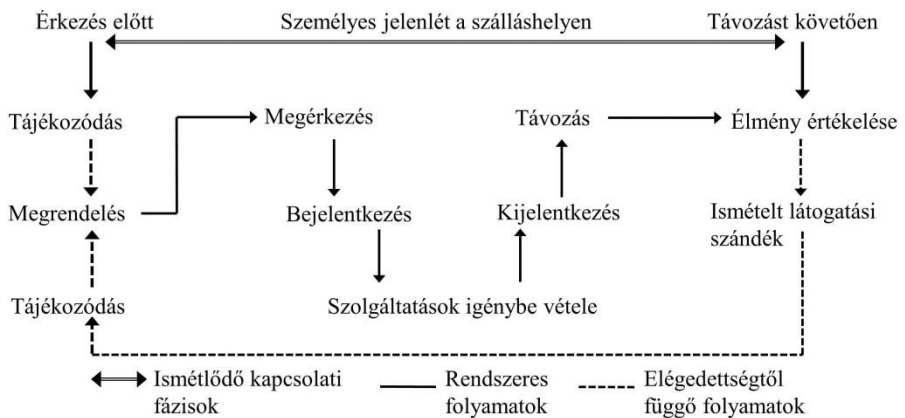 Érkezés előtt
Személyes jelenlét a szálláshelyen
Távozást követően
Tájékozódás
Megérkezés
Távozás
Élmény értékelése
Megrendelés
Bejelentkezés
Kijelentkezés
Ismételt látogatási
szándék
Tájékozódás
Szolgáltatások igénybe vétele
Ismétlődő kapcsolati
fázisok
Rendszeres
folyamatok
Elégedettségtől
függő folyamatok